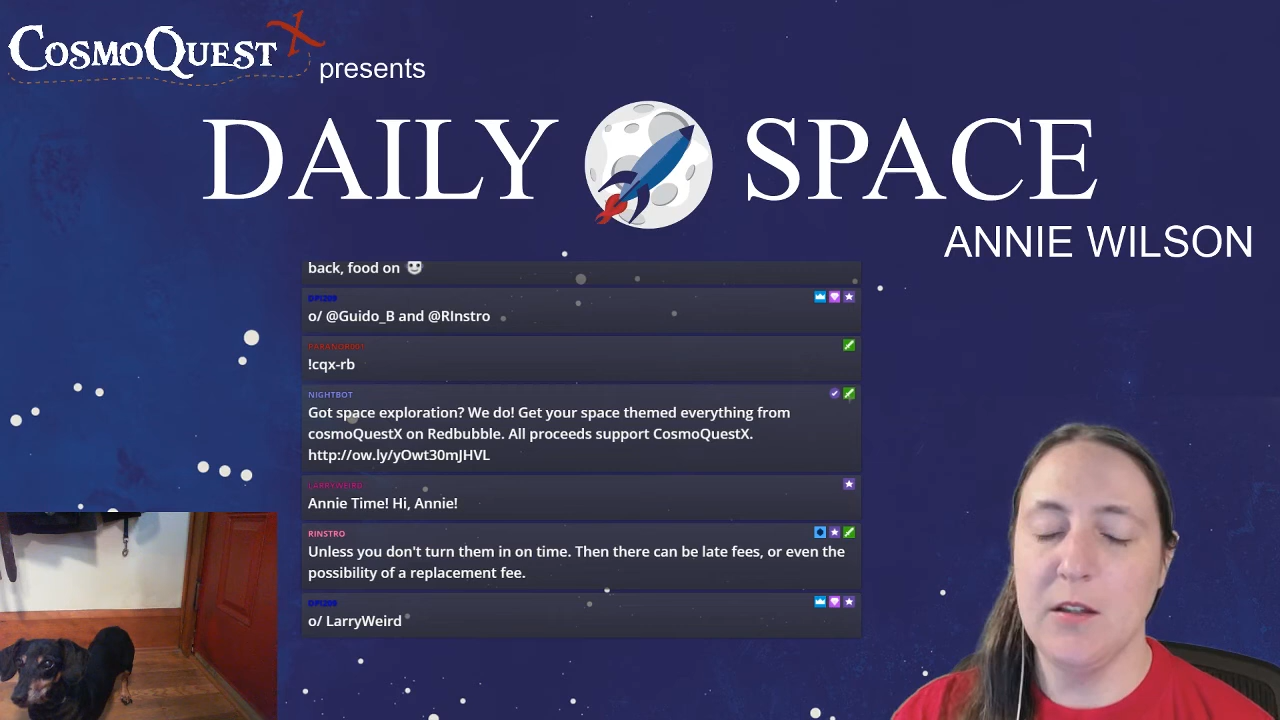 CosmoQuest X
presents
DAILY SPACE
ANNIE WILSON
back, food on
DPI209
o/ @Guido_B and @RInstro
PARANOR001
!cqx-rb
NIGHTBOT
Got space exploration? We do! Get your space themed everything from
cosmoQuestX on Redbubble. All proceeds support CosmoQuestX.
http://ow.ly/yOwt30mJHVL
LARRYWEIRD
Annie Time! Hi, Annie!
RINSTRO
Unless you don't turn them in on time. Then there can be late fees, or even the
possibility of a replacement fee.
DPI209
o/ LarryWeird